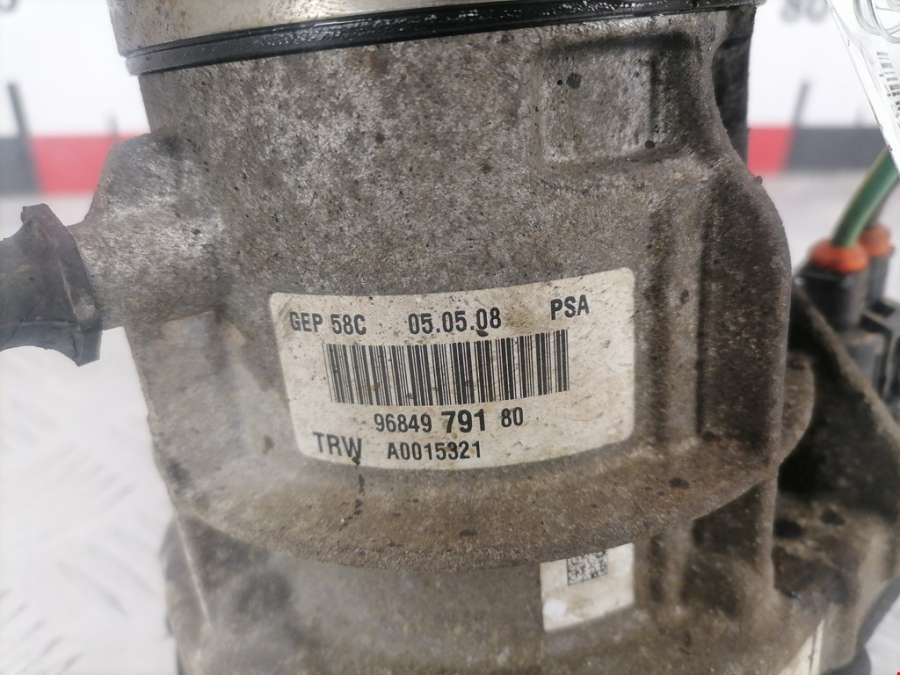 GEP 58C 05.05.08 PSA
96849 791 80
TRW A0015321